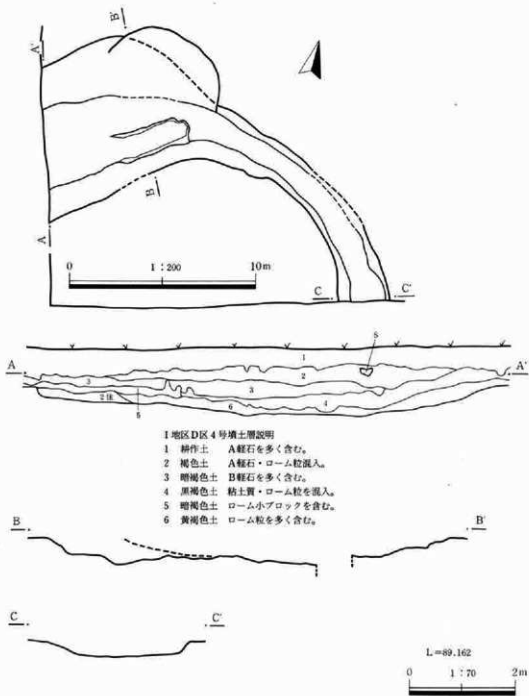 B'
A'
B
A
0 1：200 10m
C C'
5
A A'
1
2
3
3
2層
5
6
4
I地区D区4号墳土層説明
1 耕作土 A軽石を多く含む。
2 褐色土 A軽石・ローム粒混入。
3 暗褐色土 B軽石を多く含む。
4 黒褐色土 粘土質・ローム粒を混入。
5 暗褐色土 ローム小ブロックを含む。
6 黄褐色土 ローム粒を多く含む。
B B'
C C'
L=89.162
0 1：70 2m